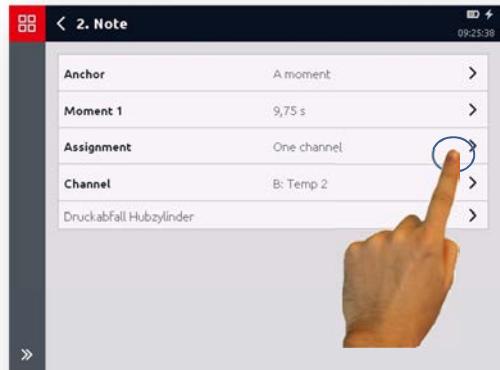 2. Note
09:25:38
Anchor A moment
Moment 1 9,75 s
Assignment One channel
Channel B: Temp 2
Druckabfall Hubzylinder